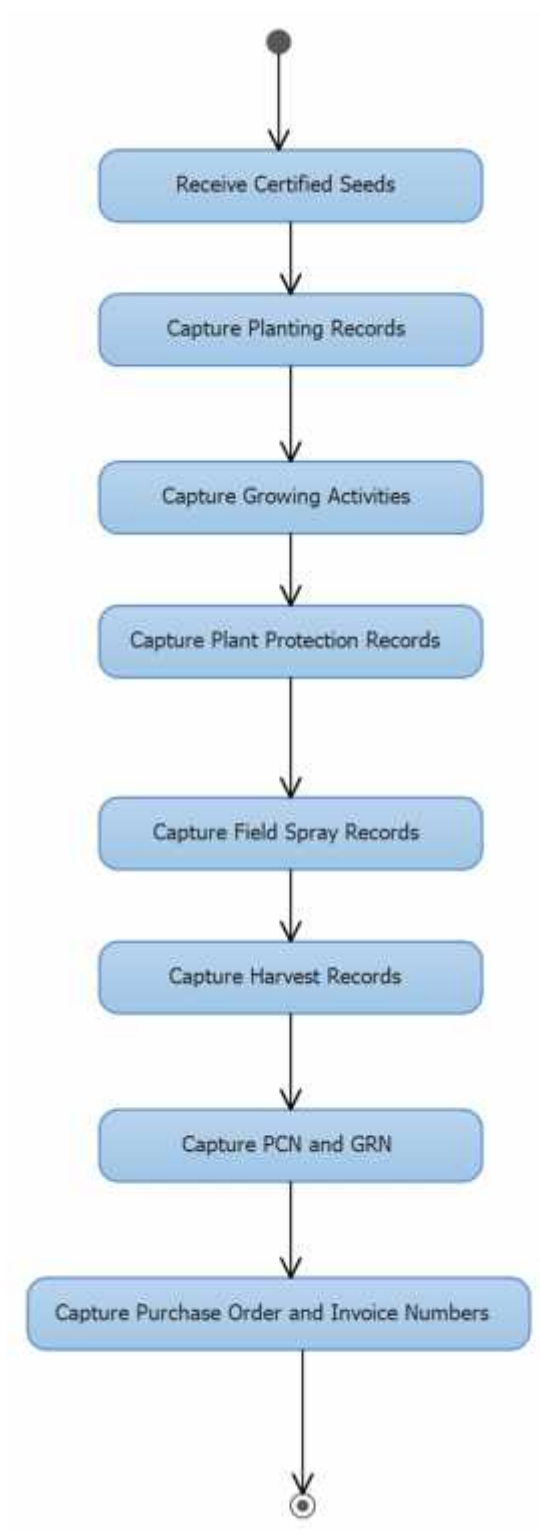 Receive Certified Seeds
Capture Planting Records
Capture Growing Activities
Capture Plant Protection Records
Capture Field Spray Records
Capture Harvest Records
Capture PCN and GRN
Capture Purchase Order and Invoice Numbers